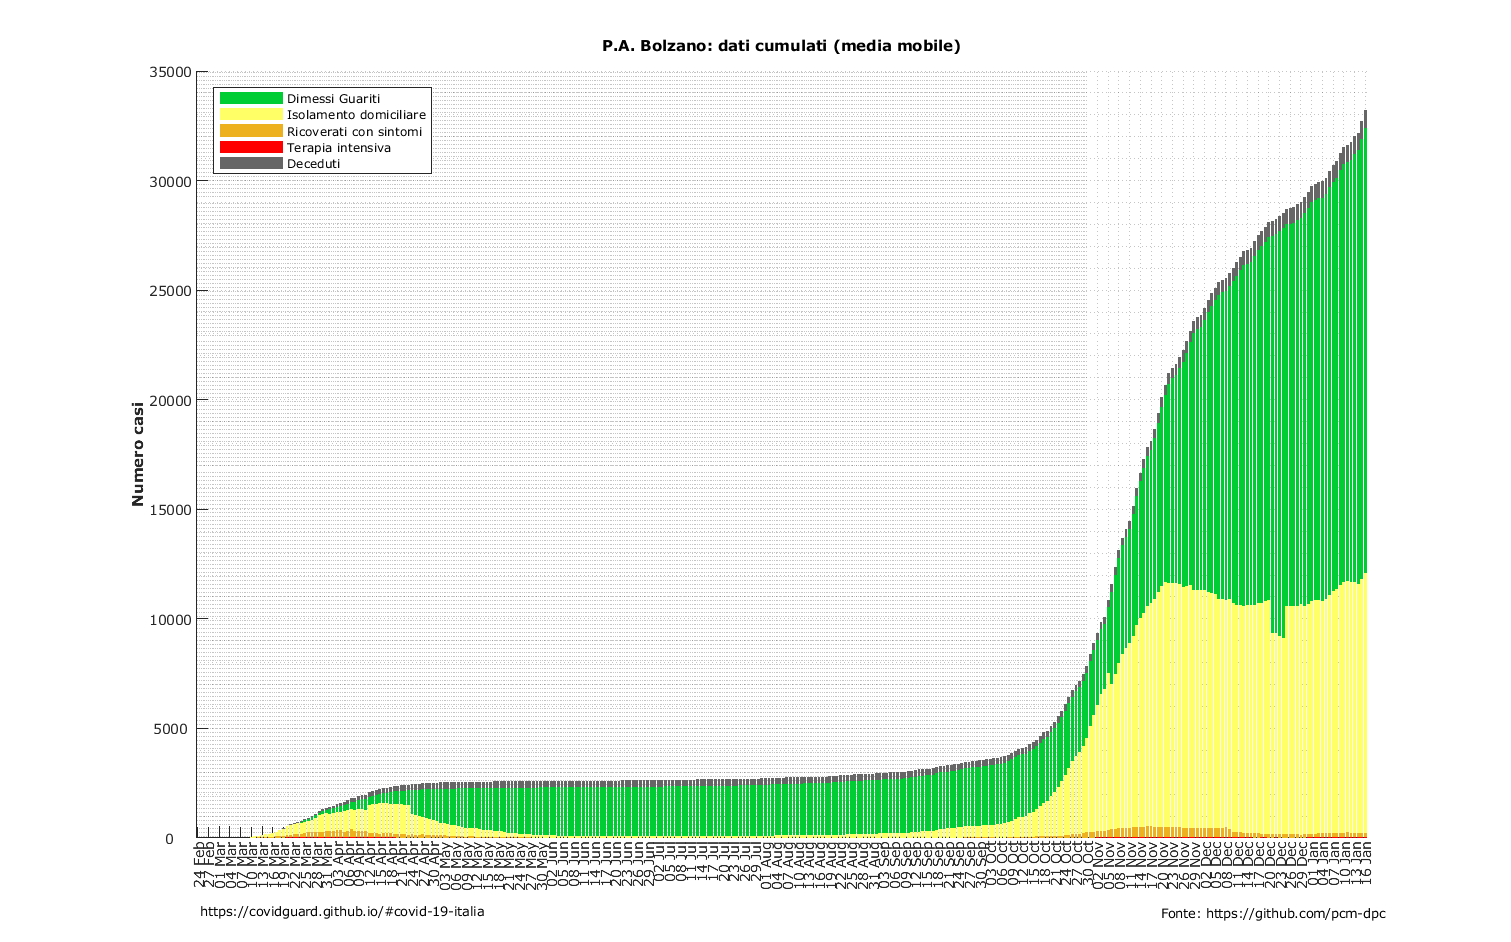 P.A. Bolzano: dati cumulati (media mobile)
35000
30000
25000
20000
15000
10000
5000
0
Numero casi
Dimessi Guariti
Isolamento domiciliare
Ricoverati con sintomi
Terapia intensiva
Deceduti
24 Feb
27 Feb
01 Mar
04 Mar
07 Mar
10 Mar
13 Mar
16 Mar
19 Mar
22 Mar
25 Mar
28 Mar
31 Mar
03 Apr
06 Apr
09 Apr
12 Apr
15 Apr
18 Apr
21 Apr
24 Apr
27 Apr
30 Apr
03 May
06 May
09 May
12 May
15 May
18 May
21 May
24 May
27 May
30 May
02 Jun
05 Jun
08 Jun
11 Jun
14 Jun
17 Jun
20 Jun
23 Jun
26 Jun
29 Jun
02 Jul
05 Jul
08 Jul
11 Jul
14 Jul
17 Jul
20 Jul
23 Jul
26 Jul
29 Jul
01 Aug
04 Aug
07 Aug
10 Aug
13 Aug
16 Aug
19 Aug
22 Aug
25 Aug
28 Aug
31 Aug
03 Sep
06 Sep
09 Sep
12 Sep
15 Sep
18 Sep
21 Sep
24 Sep
27 Sep
30 Sep
03 Oct
06 Oct
09 Oct
12 Oct
15 Oct
18 Oct
21 Oct
24 Oct
27 Oct
30 Oct
02 Nov
05 Nov
08 Nov
11 Nov
14 Nov
17 Nov
20 Nov
23 Nov
26 Nov
29 Nov
02 Dec
05 Dec
08 Dec
11 Dec
14 Dec
17 Dec
20 Dec
23 Dec
26 Dec
29 Dec
01 Jan
04 Jan
07 Jan
10 Jan
13 Jan
16 Jan
https://covidguard.github.io/#covid-19-italia
Fonte: https://github.com/pcm-dpc